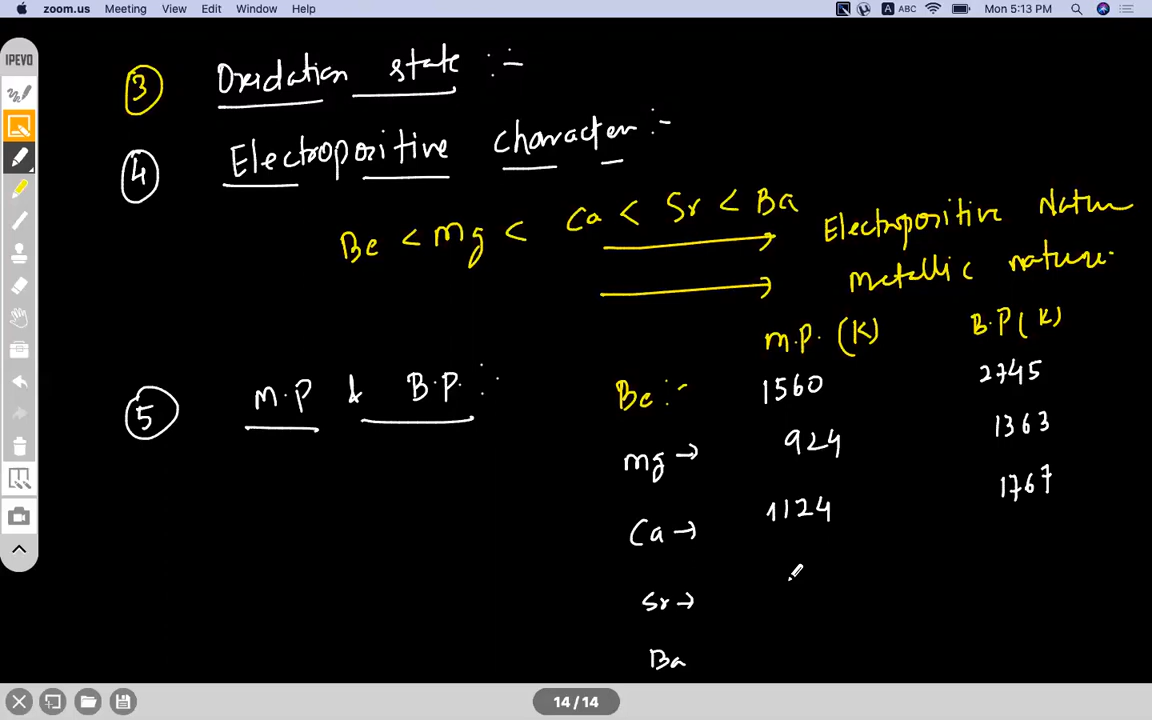 zoom.us Meeting View Edit Window Help A ABC Mon 5:13 PM
IPEVO
3 Oxidation state :-
4 Electropositive character :-
Be < Mg < Ca < Sr < Ba Electropositive Nature
metallic nature.
m.p. (K) B.P (K)
5 M.P & B.P. :- Be :- 1560 2745
mg → 924 1363
Ca → 1124 1767
Sr →
Ba
14 / 14